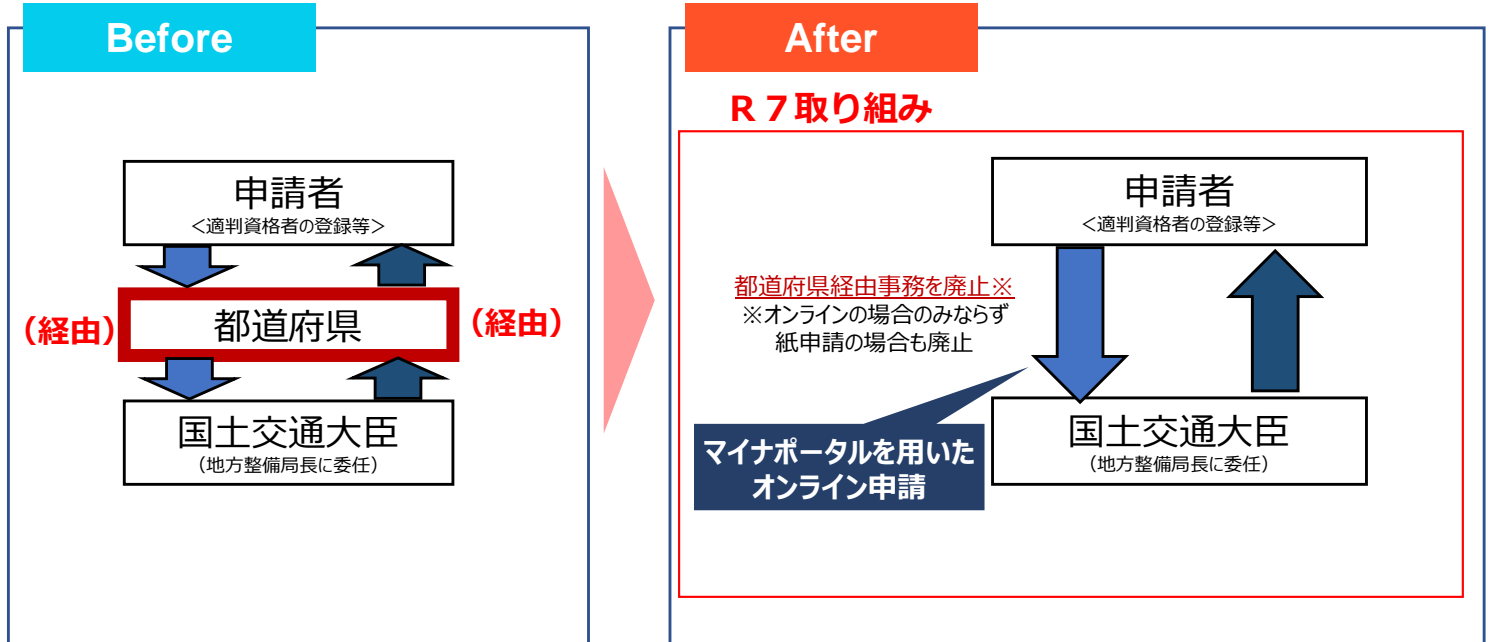 Before
申請者
＜適判資格者の登録等＞
（経由）
都道府県
（経由）
国土交通大臣
（地方整備局長に委任）
After
Ｒ７取り組み
申請者
＜適判資格者の登録等＞
都道府県経由事務を廃止※
※オンラインの場合のみならず
紙申請の場合も廃止
マイナポータルを用いた
オンライン申請
国土交通大臣
（地方整備局長に委任）